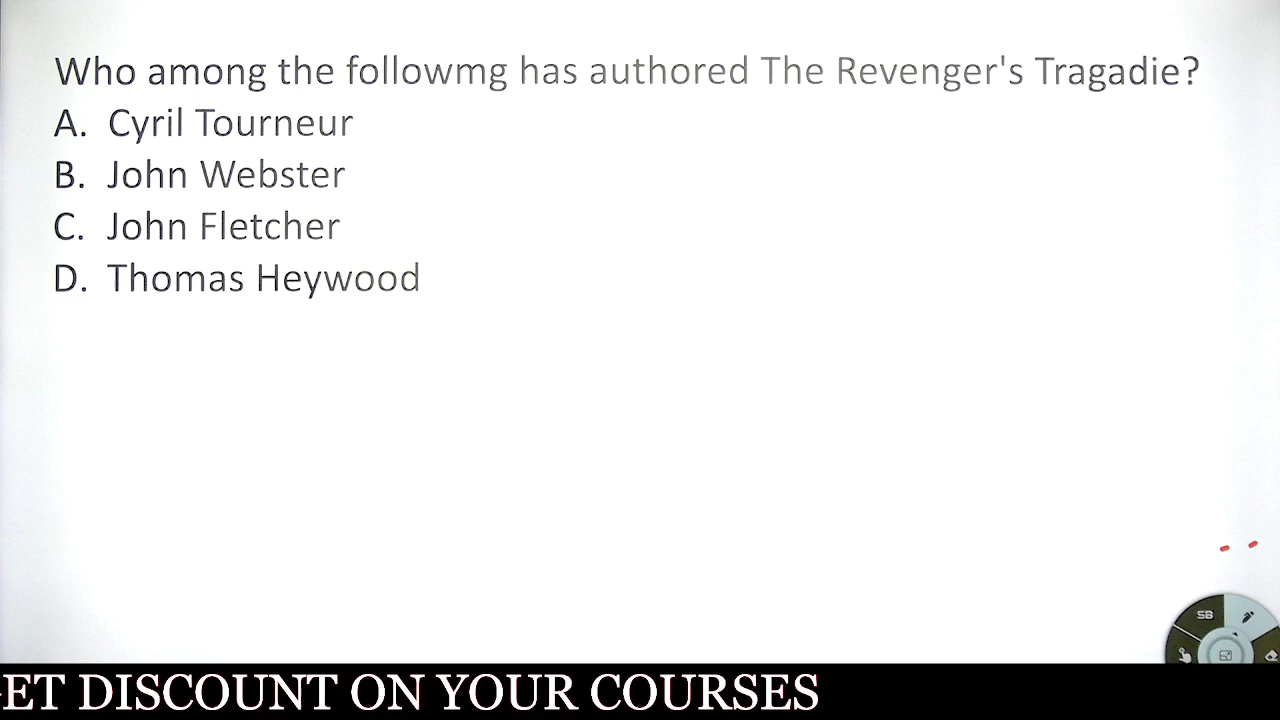 Who among the followmg has authored The Revenger's Tragadie?
A. Cyril Tourneur
B. John Webster
C. John Fletcher
D. Thomas Heywood
SB
ET DISCOUNT ON YOUR COURSES